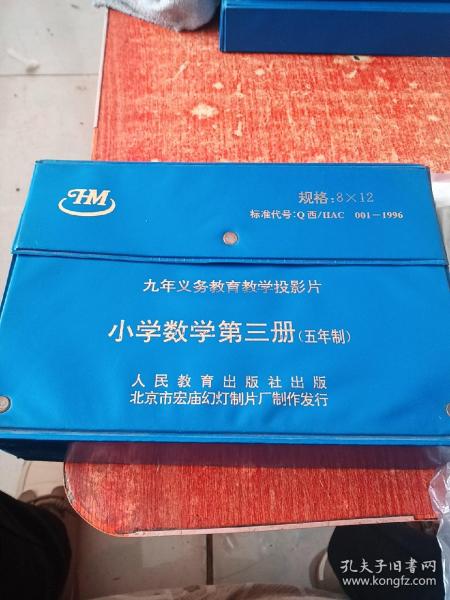 HM
规格:8×12
标准代号:Q西/HAC 001-1996
九年义务教育教学投影片
小学数学第三册(五年制)
人民教育出版社出版
北京市宏庙幻灯制片厂制作发行
孔夫子旧书网
www.kongfz.com